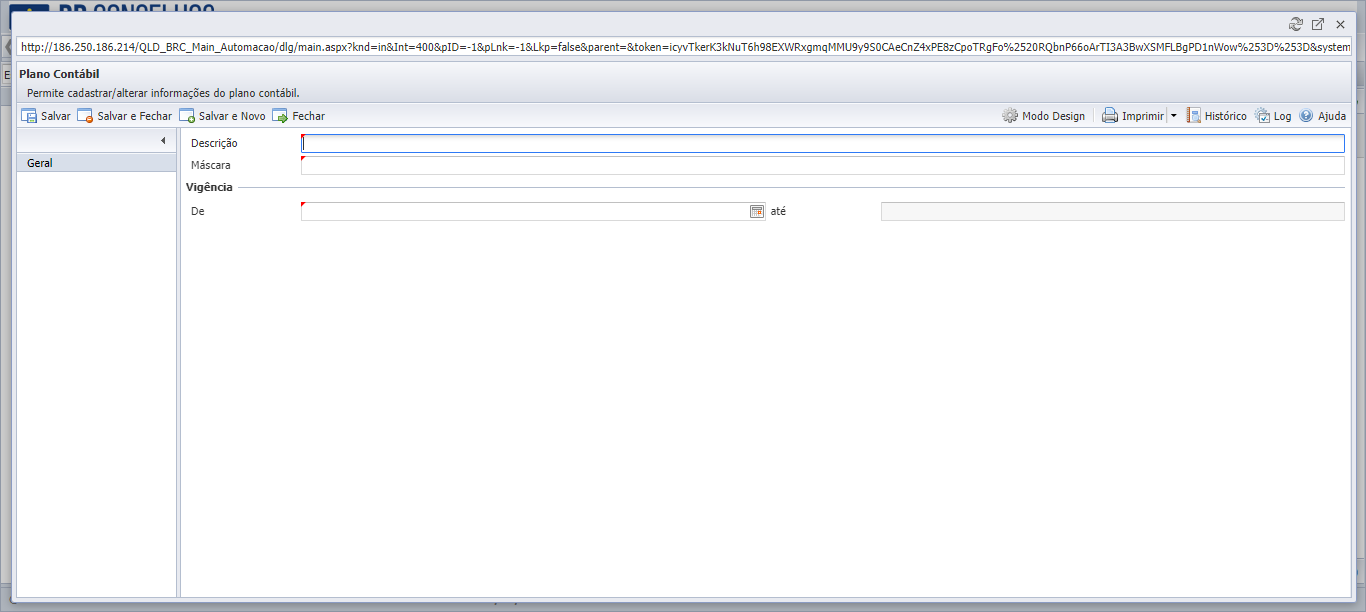 BR CONSELHOS
http://186.250.186.214/QLD_BRC_Main_Automacao/dlg/main.aspx?knd=in&Int=400&pID=-1&pLnk=-1&Lkp=false&parent=&token=icyvTkerK3kNuT6h98EXWRxgmqMMU9y9S0CAeCnZ4xPE8zCpoTRgFo%2520RQbnP66oArTI3A3BwXSMFLBgPD1nWow%253D%253D&system
Plano Contábil
Permite cadastrar/alterar informações do plano contábil.
Salvar Salvar e Fechar Salvar e Novo Fechar Modo Design Imprimir Histórico Log Ajuda
Geral
Descrição
Máscara
Vigência
De até